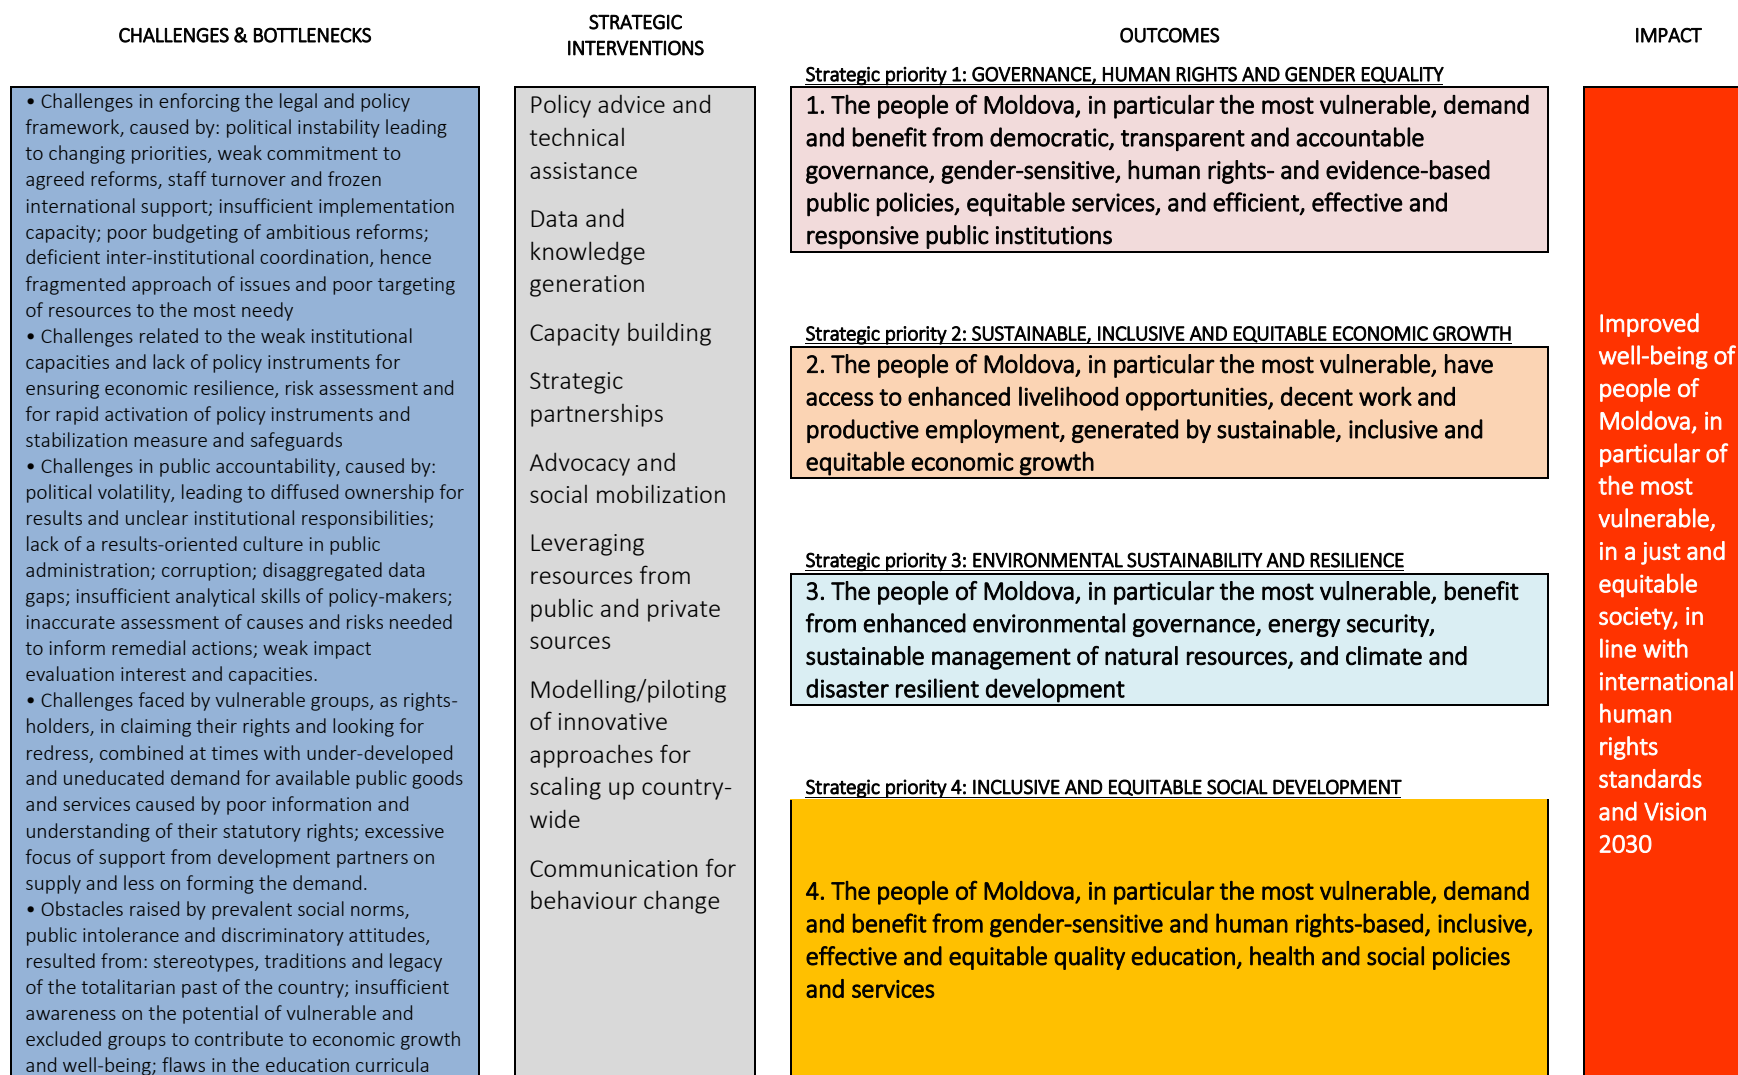 CHALLENGES & BOTTLENECKS
• Challenges in enforcing the legal and policy
framework, caused by: political instability leading
to changing priorities, weak commitment to
agreed reforms, staff turnover and frozen
international support; insufficient implementation
capacity; poor budgeting of ambitious reforms;
deficient inter-institutional coordination, hence
fragmented approach of issues and poor targeting
of resources to the most needy
• Challenges related to the weak institutional
capacities and lack of policy instruments for
ensuring economic resilience, risk assessment and
for rapid activation of policy instruments and
stabilization measure and safeguards
• Challenges in public accountability, caused by:
political volatility, leading to diffused ownership for
results and unclear institutional responsibilities;
lack of a results-oriented culture in public
administration; corruption; disaggregated data
gaps; insufficient analytical skills of policy-makers;
inaccurate assessment of causes and risks needed
to inform remedial actions; weak impact
evaluation interest and capacities.
• Challenges faced by vulnerable groups, as rights-
holders, in claiming their rights and looking for
redress, combined at times with under-developed
and uneducated demand for available public goods
and services caused by poor information and
understanding of their statutory rights; excessive
focus of support from development partners on
supply and less on forming the demand.
• Obstacles raised by prevalent social norms,
public intolerance and discriminatory attitudes,
resulted from: stereotypes, traditions and legacy
of the totalitarian past of the country; insufficient
awareness on the potential of vulnerable and
excluded groups to contribute to economic growth
and well-being; flaws in the education curricula
STRATEGIC
INTERVENTIONS
Policy advice and
technical
assistance
Data and
knowledge
generation
Capacity building
Strategic
partnerships
Advocacy and
social mobilization
Leveraging
resources from
public and private
sources
Modelling/piloting
of innovative
approaches for
scaling up country-
wide
Communication for
behaviour change
OUTCOMES
Strategic priority 1: GOVERNANCE, HUMAN RIGHTS AND GENDER EQUALITY
1. The people of Moldova, in particular the most vulnerable, demand
and benefit from democratic, transparent and accountable
governance, gender-sensitive, human rights- and evidence-based
public policies, equitable services, and efficient, effective and
responsive public institutions
Strategic priority 2: SUSTAINABLE, INCLUSIVE AND EQUITABLE ECONOMIC GROWTH
2. The people of Moldova, in particular the most vulnerable, have
access to enhanced livelihood opportunities, decent work and
productive employment, generated by sustainable, inclusive and
equitable economic growth
Strategic priority 3: ENVIRONMENTAL SUSTAINABILITY AND RESILIENCE
3. The people of Moldova, in particular the most vulnerable, benefit
from enhanced environmental governance, energy security,
sustainable management of natural resources, and climate and
disaster resilient development
Strategic priority 4: INCLUSIVE AND EQUITABLE SOCIAL DEVELOPMENT
4. The people of Moldova, in particular the most vulnerable, demand
and benefit from gender-sensitive and human rights-based, inclusive,
effective and equitable quality education, health and social policies
and services
IMPACT
Improved
well-being of
people of
Moldova, in
particular of
the most
vulnerable,
in a just and
equitable
society, in
line with
international
human
rights
standards
and Vision
2030